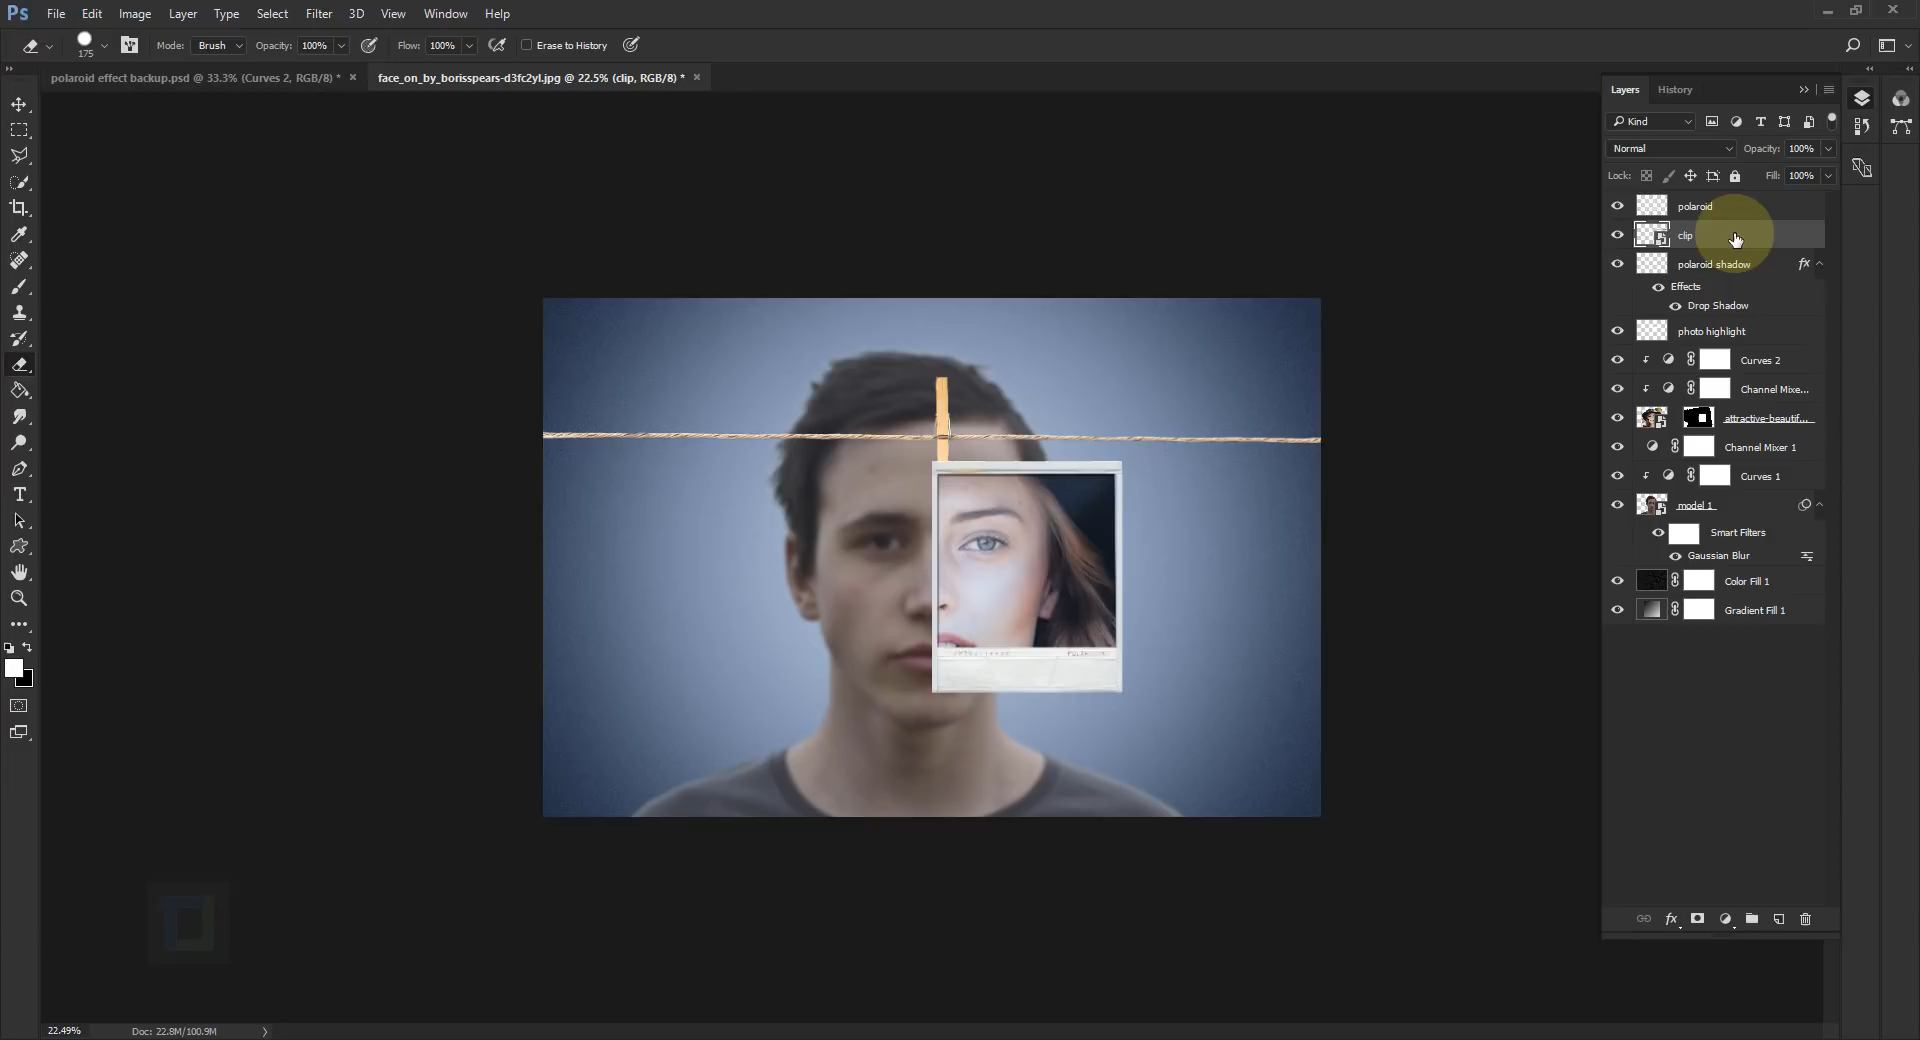 Ps File Edit Image Layer Type Select Filter 3D View Window Help
175 Mode: Brush Opacity: 100% Flow: 100% Erase to History
polaroid effect backup.psd @ 33.3% (Curves 2, RGB/8) * × face_on_by_borisspears-d3fc2yl.jpg @ 22.5% (clip, RGB/8) * ×
Layers History
Kind
Normal Opacity: 100%
Lock: Fill: 100%
polaroid
clip
polaroid shadow fx
Effects
Drop Shadow
photo highlight
Curves 2
Channel Mixe...
attractive-beautif...
Channel Mixer 1
Curves 1
model 1
Smart Filters
Gaussian Blur
Color Fill 1
Gradient Fill 1
fx
22.49% Doc: 22.8M/100.9M